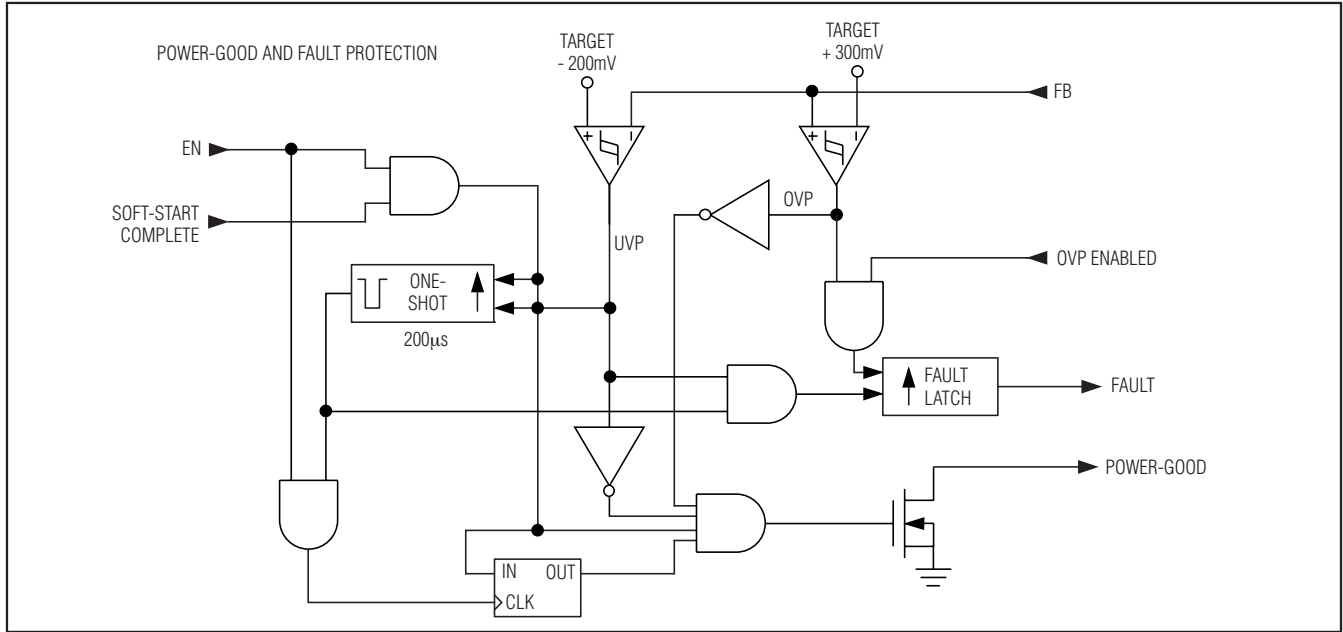 POWER-GOOD AND FAULT PROTECTION
TARGET
- 200mV
TARGET
+ 300mV
FB
+
−
+
−
EN
SOFT-START
COMPLETE
OVP
UVP
OVP ENABLED
ONE-
SHOT
200μs
FAULT
LATCH
FAULT
POWER-GOOD
IN OUT
CLK